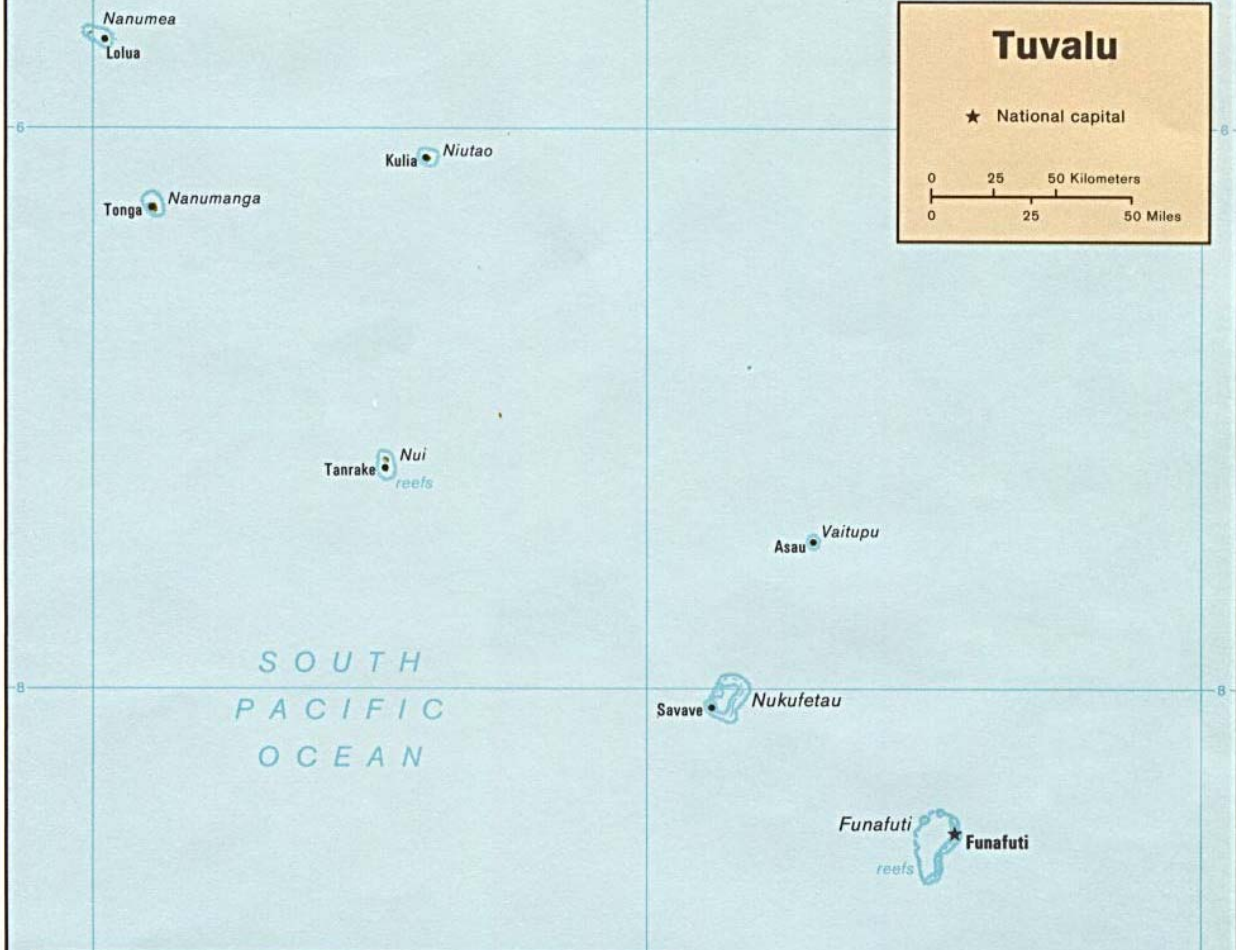 Nanumea
Lolua
Tuvalu
★ National capital
6
6
Kulia
Niutao
0 25 50 Kilometers
0 25 50 Miles
Tonga
Nanumanga
Tanrake
Nui
reefs
Asau
Vaitupu
SOUTH
PACIFIC
OCEAN
8
8
Savave
Nukufetau
Funafuti
Funafuti
reefs